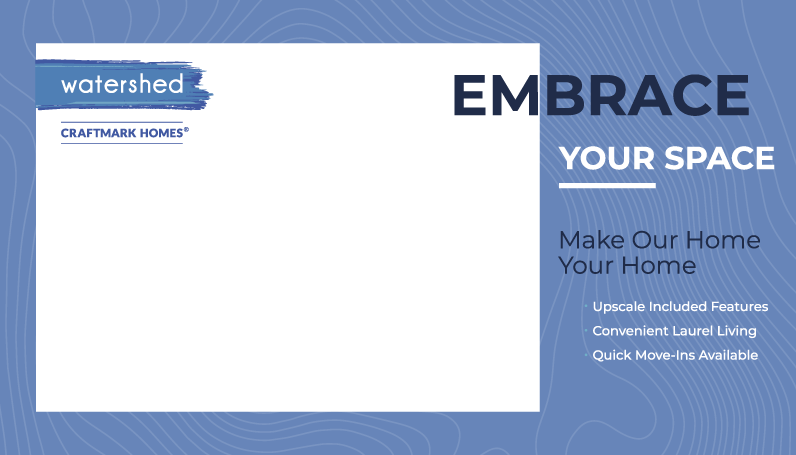 watershed
CRAFTMARK HOMES®
EMBRACE
YOUR SPACE
Make Our Home
Your Home
· Upscale Included Features
· Convenient Laurel Living
· Quick Move-Ins Available